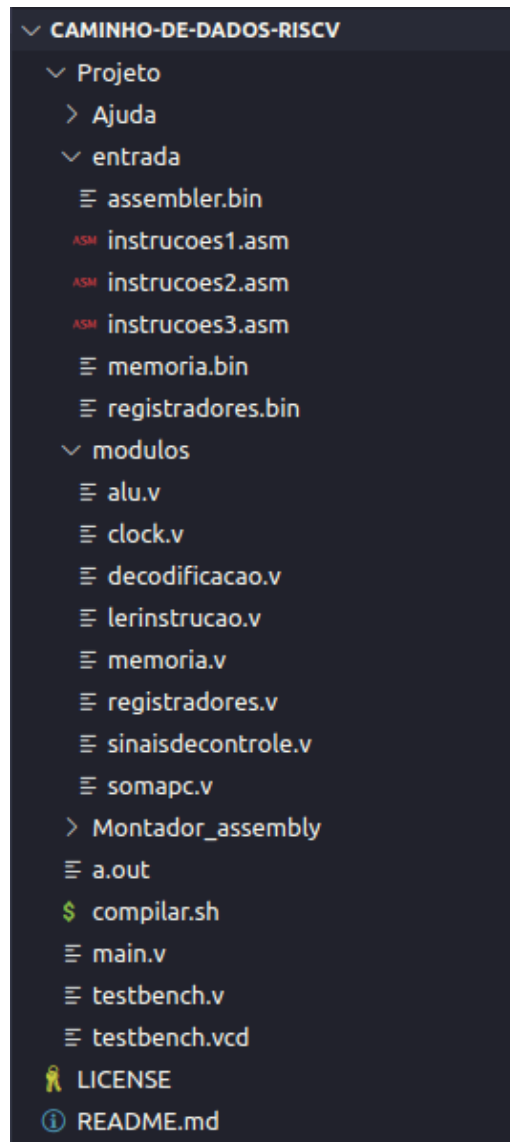 CAMINHO-DE-DADOS-RISCV
Projeto
Ajuda
entrada
assembler.bin
ASM instrucoes1.asm
ASM instrucoes2.asm
ASM instrucoes3.asm
memoria.bin
registradores.bin
modulos
alu.v
clock.v
decodificacao.v
lerinstrucao.v
memoria.v
registradores.v
sinaisdecontrole.v
somapc.v
Montador_assembly
a.out
$ compilar.sh
main.v
testbench.v
testbench.vcd
LICENSE
README.md